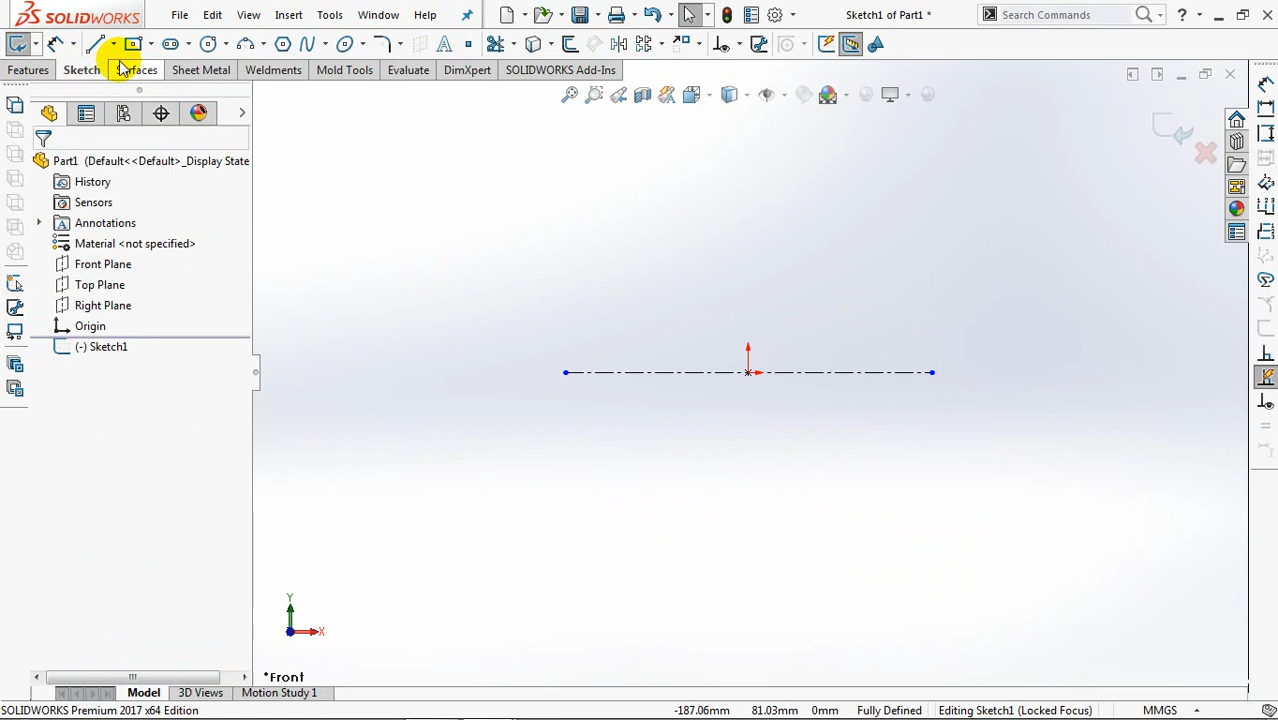 SOLIDWORKS File Edit View Insert Tools Window Help Sketch1 of Part1 * Search Commands ?
Features Sketch Surfaces Sheet Metal Weldments Mold Tools Evaluate DimXpert SOLIDWORKS Add-Ins
Part1 (Default<<Default>_Display State
History
Sensors
Annotations
Material <not specified>
Front Plane
Top Plane
Right Plane
Origin
(-) Sketch1
Y
X
*Front
Model 3D Views Motion Study 1
SOLIDWORKS Premium 2017 x64 Edition -187.06mm 81.03mm 0mm Fully Defined Editing Sketch1 (Locked Focus) MMGS